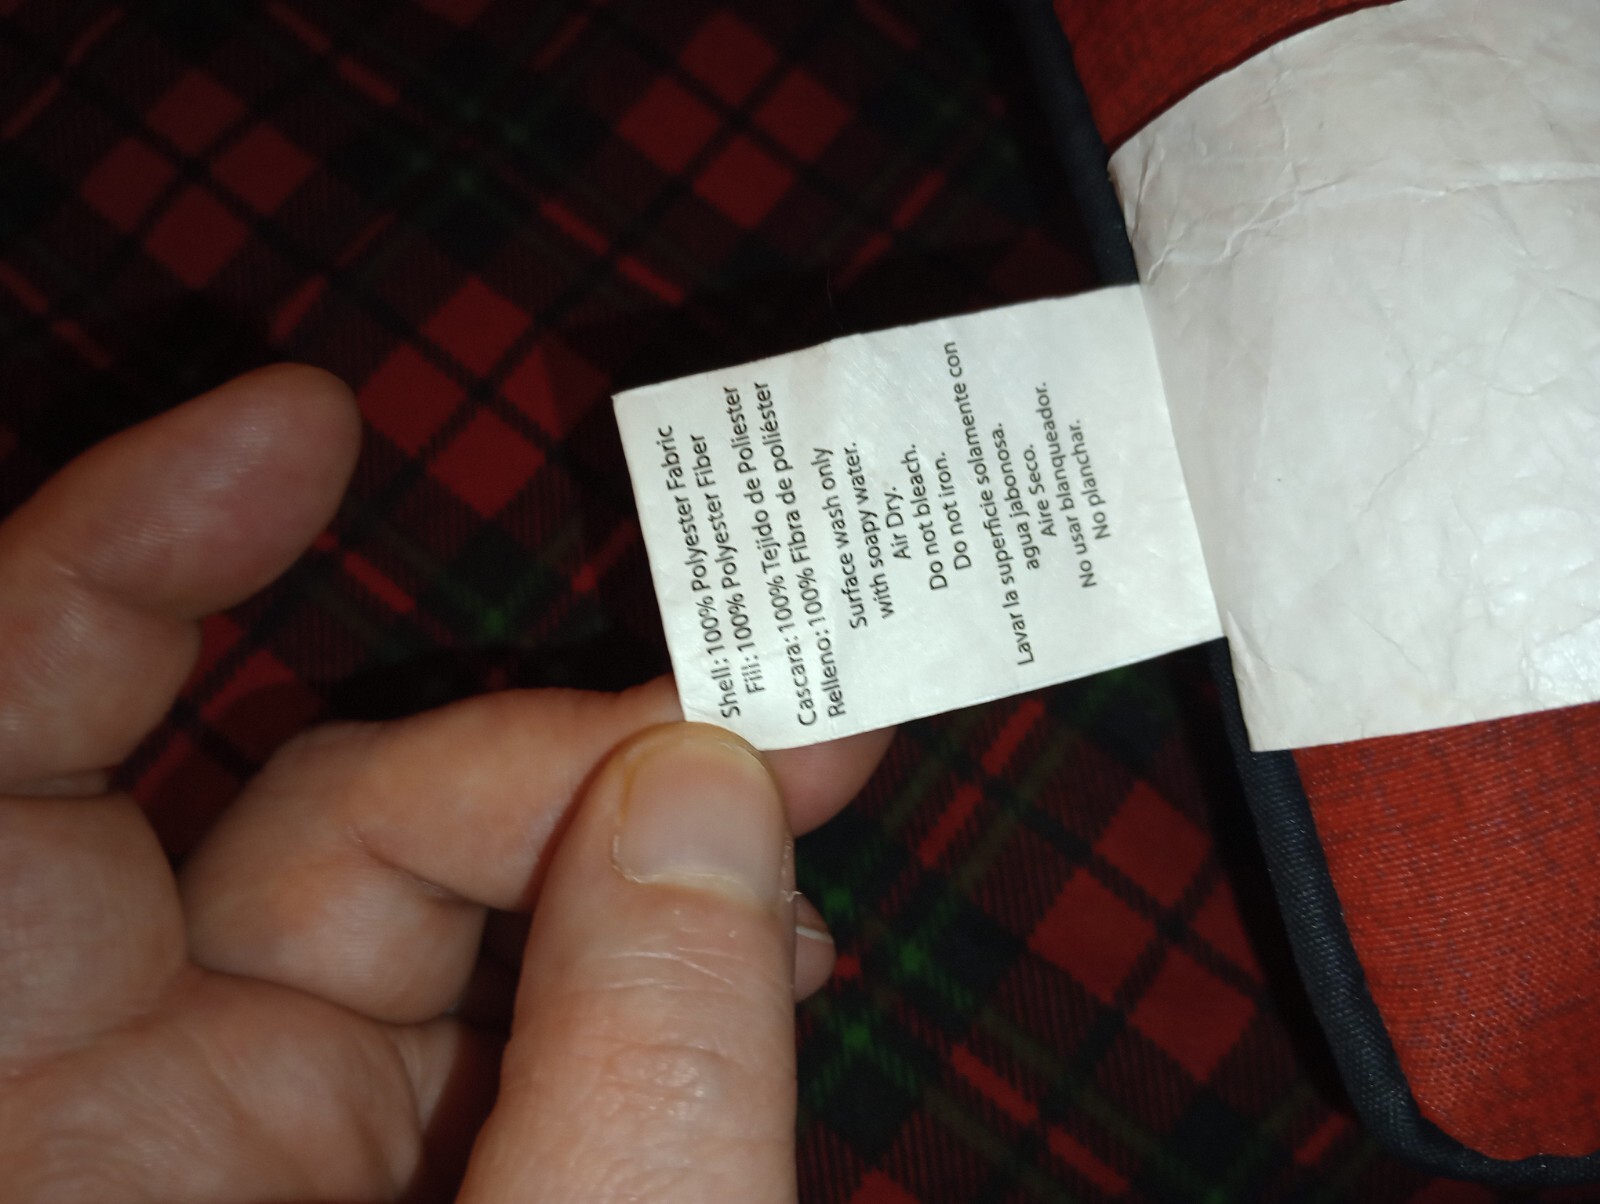 Shell: 100% Polyester Fabric
Fill: 100% Polyester Fiber
Cascara: 100% Tejido de Poliester
Relleno: 100% Fibra de poliéster
Surface wash only
with soapy water.
Air Dry.
Do not bleach.
Do not iron.
Lavar la superficie solamente con
agua jabonosa.
Aire Seco.
No usar blanqueador.
No planchar.